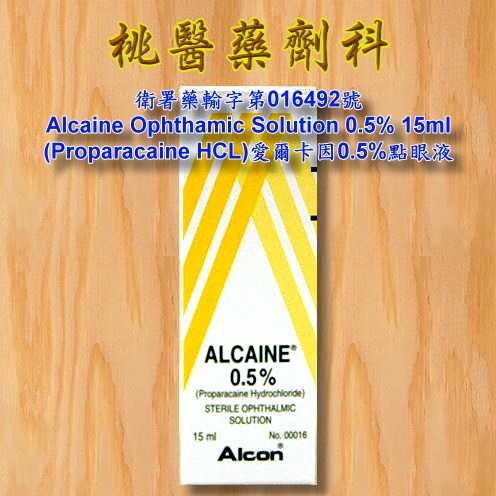 桃醫藥劑科
衛署藥輸字第016492號
Alcaine Ophthamic Solution 0.5% 15ml
(Proparacaine HCL)愛爾卡因0.5%點眼液
ALCAINE®
0.5%
(Proparacaine Hydrochloride)
STERILE OPHTHALMIC
SOLUTION
15 ml No. 00016
Alcon®